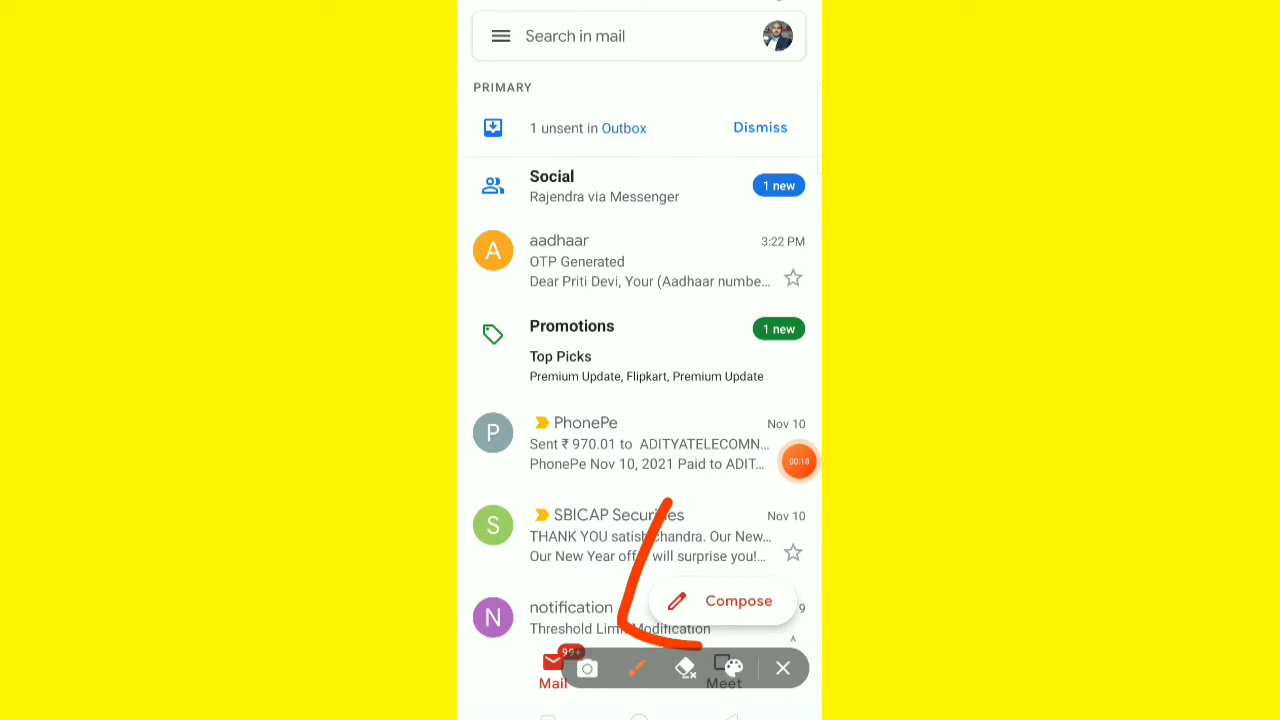 Search in mail
PRIMARY
1 unsent in Outbox
Dismiss
Social
1 new
Rajendra via Messenger
A
aadhaar
3:22 PM
OTP Generated
Dear Priti Devi, Your (Aadhaar numbe...
Promotions
1 new
Top Picks
Premium Update, Flipkart, Premium Update
P
PhonePe
Nov 10
Sent ₹ 970.01 to ADITYATELECOMN...
PhonePe Nov 10, 2021 Paid to ADIT...
00:18
S
SBICAP Securities
Nov 10
THANK YOU satish chandra. Our New...
Our New Year offer will surprise you!...
N
notification
9
Compose
Threshold Limit Modification
99+
Mail
Meet